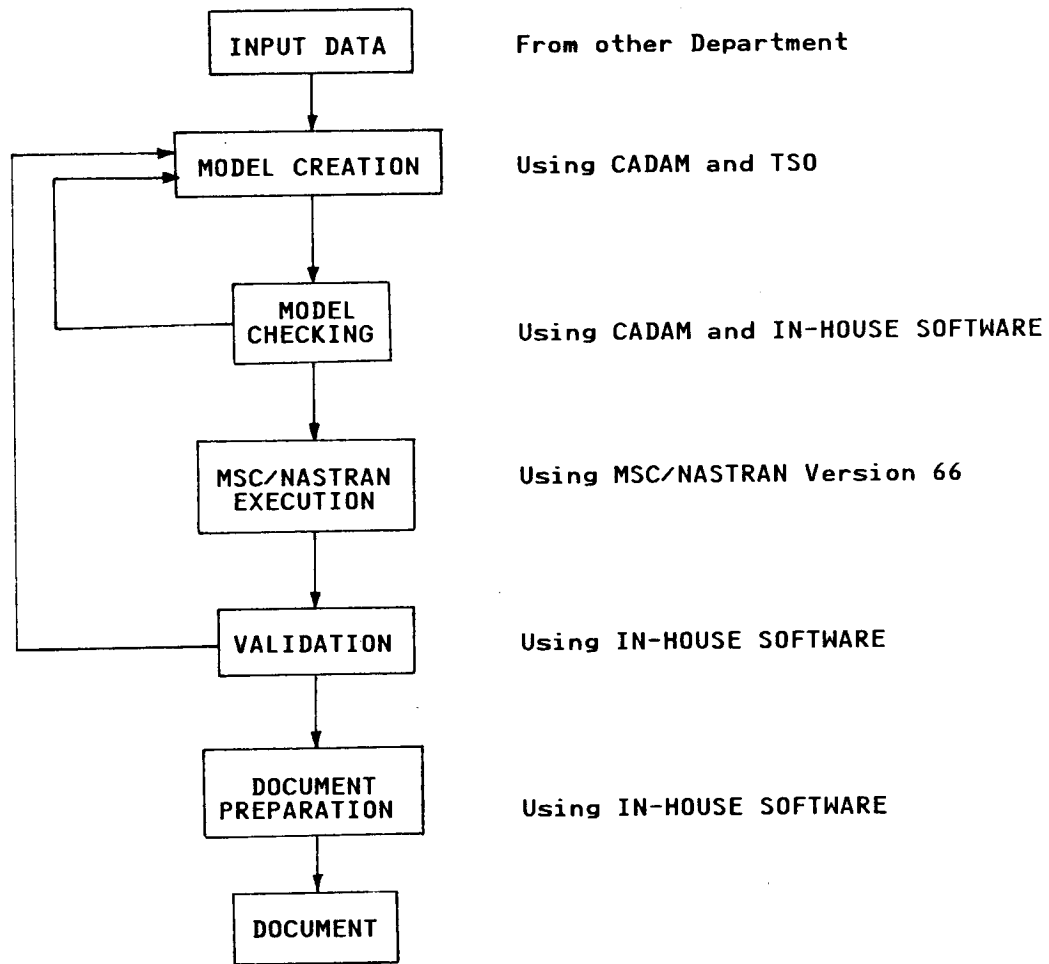 INPUT DATA
From other Department
MODEL CREATION
Using CADAM and TSO
MODEL
CHECKING
Using CADAM and IN-HOUSE SOFTWARE
MSC/NASTRAN
EXECUTION
Using MSC/NASTRAN Version 66
VALIDATION
Using IN-HOUSE SOFTWARE
DOCUMENT
PREPARATION
Using IN-HOUSE SOFTWARE
DOCUMENT